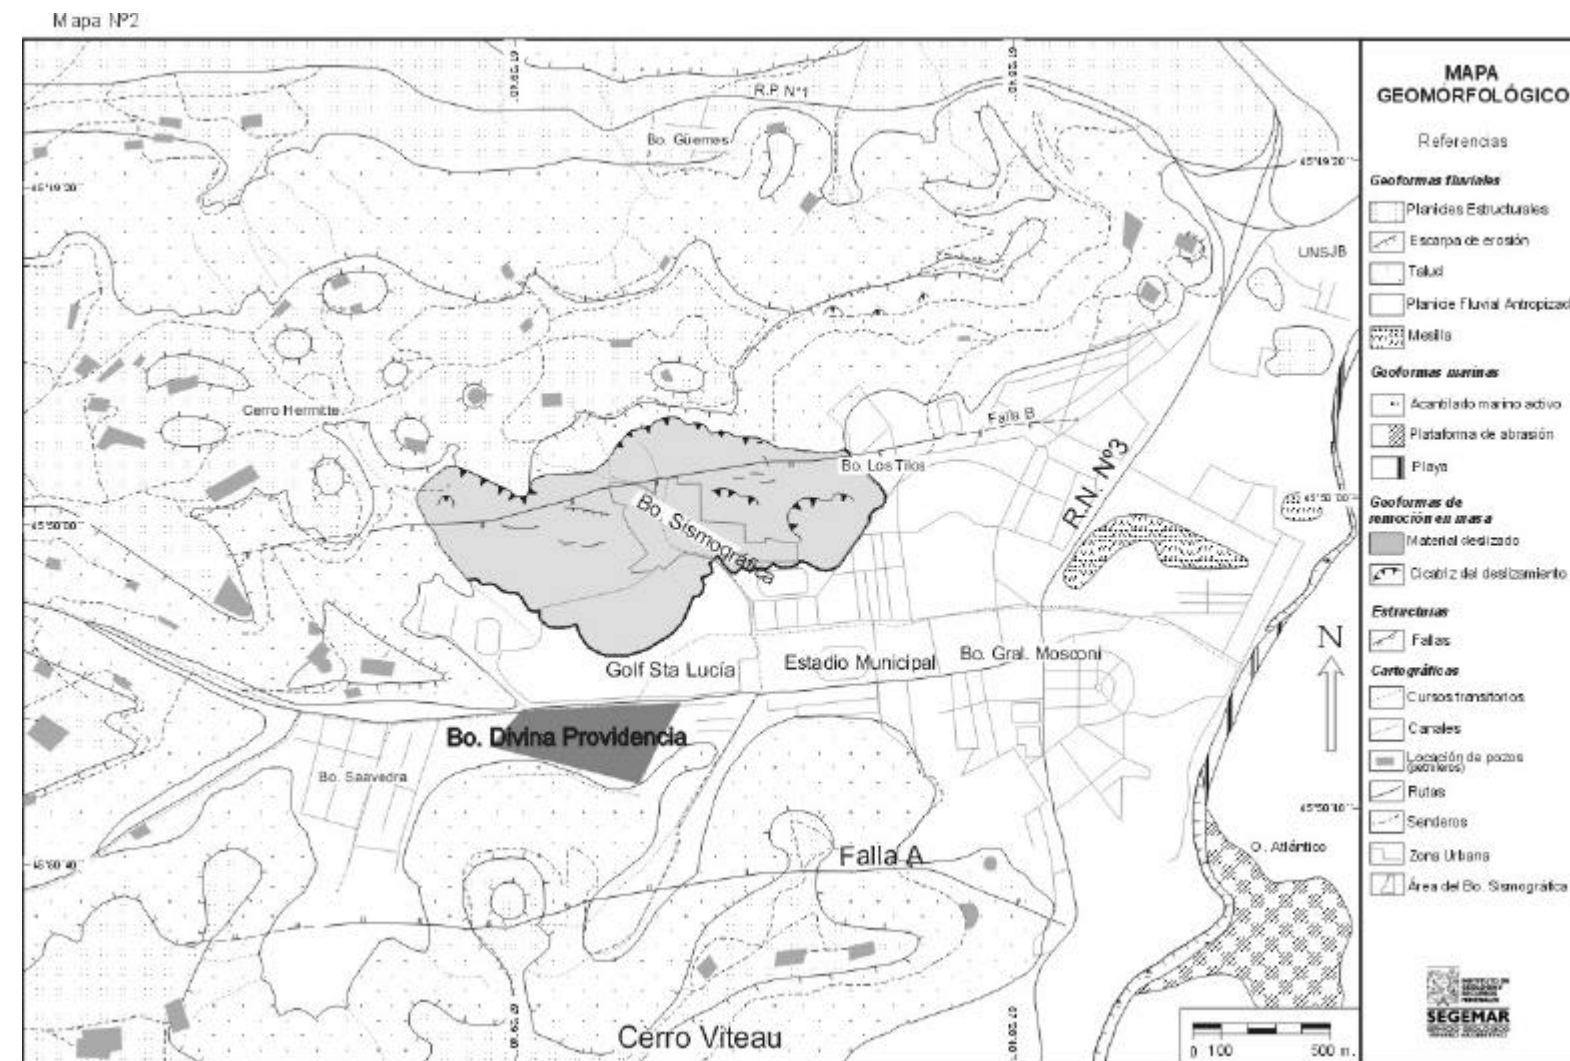 Mapa Nº2
R.P. Nº1
Bo. Güemes
UNSJB
Cerro Hermitte
Falla B
Bo. Los Tilos
R.N. Nº3
Bo. Sismográfica
Golf Sta Lucía
Estadio Municipal
Bo. Gral. Mosconi
Bo. Divina Providencia
Bo. Saavedra
Falla A
O. Atlántico
Cerro Viteau
N
0 100 500 m.
MAPA
GEOMORFOLÓGICO
Referencias
Geoformas fluviales
Planicies Estructurales
Escarpa de erosión
Talud
Planicie Fluvial Antropizad
Mesilla
Geoformas marinas
Acantilado marino activo
Plataforma de abrasión
Playa
Geoformas de
remoción en masa
Material deslizado
Cicatriz del deslizamiento
Estructuras
Fallas
Cartográficas
Cursos transitorios
Canales
Locación de pozos
(petroleros)
Rutas
Senderos
Zona Urbana
Área del Bo. Sismográfica
SEGEMAR